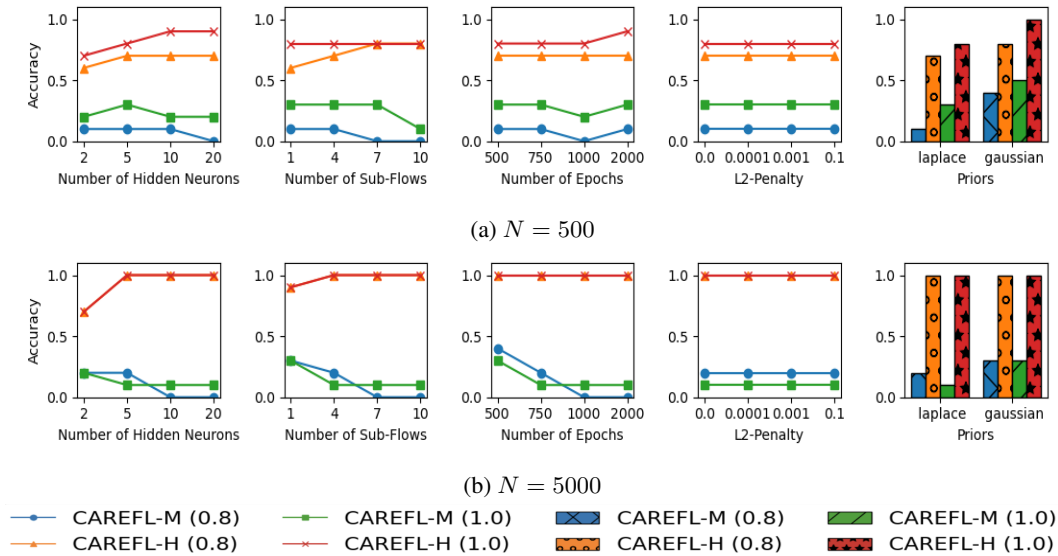 1.0
0.5
0.0
Accuracy
2 5 10 20
1 4 7 10
500 750 1000 2000
0.0 0.0001 0.001 0.1
laplace gaussian
Number of Hidden Neurons
Number of Sub-Flows
Number of Epochs
L2-Penalty
Priors
(a) N = 500
1.0
0.5
0.0
Accuracy
2 5 10 20
1 4 7 10
500 750 1000 2000
0.0 0.0001 0.001 0.1
laplace gaussian
Number of Hidden Neurons
Number of Sub-Flows
Number of Epochs
L2-Penalty
Priors
(b) N = 5000
CAREFL-M (0.8) CAREFL-M (1.0) CAREFL-M (0.8) CAREFL-M (1.0)
CAREFL-H (0.8) CAREFL-H (1.0) CAREFL-H (0.8) CAREFL-H (1.0)